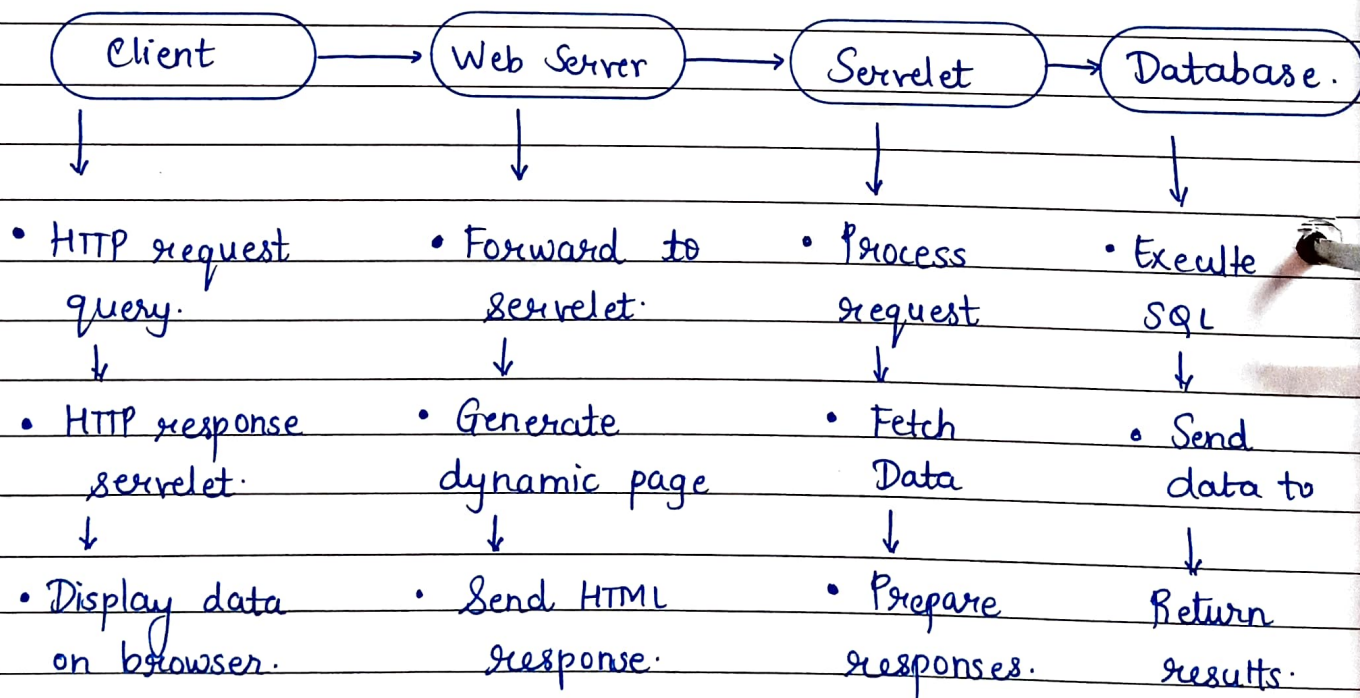 Client
Web Server
Servelet
Database.
• HTTP request
query.
• HTTP response
servelet.
• Display data
on browser.
• Forward to
servelet.
• Generate
dynamic page
• Send HTML
response.
• Process
request
• Fetch
Data
• Prepare
responses.
• Exeulte
SQL
• Send
data to
Return
results.